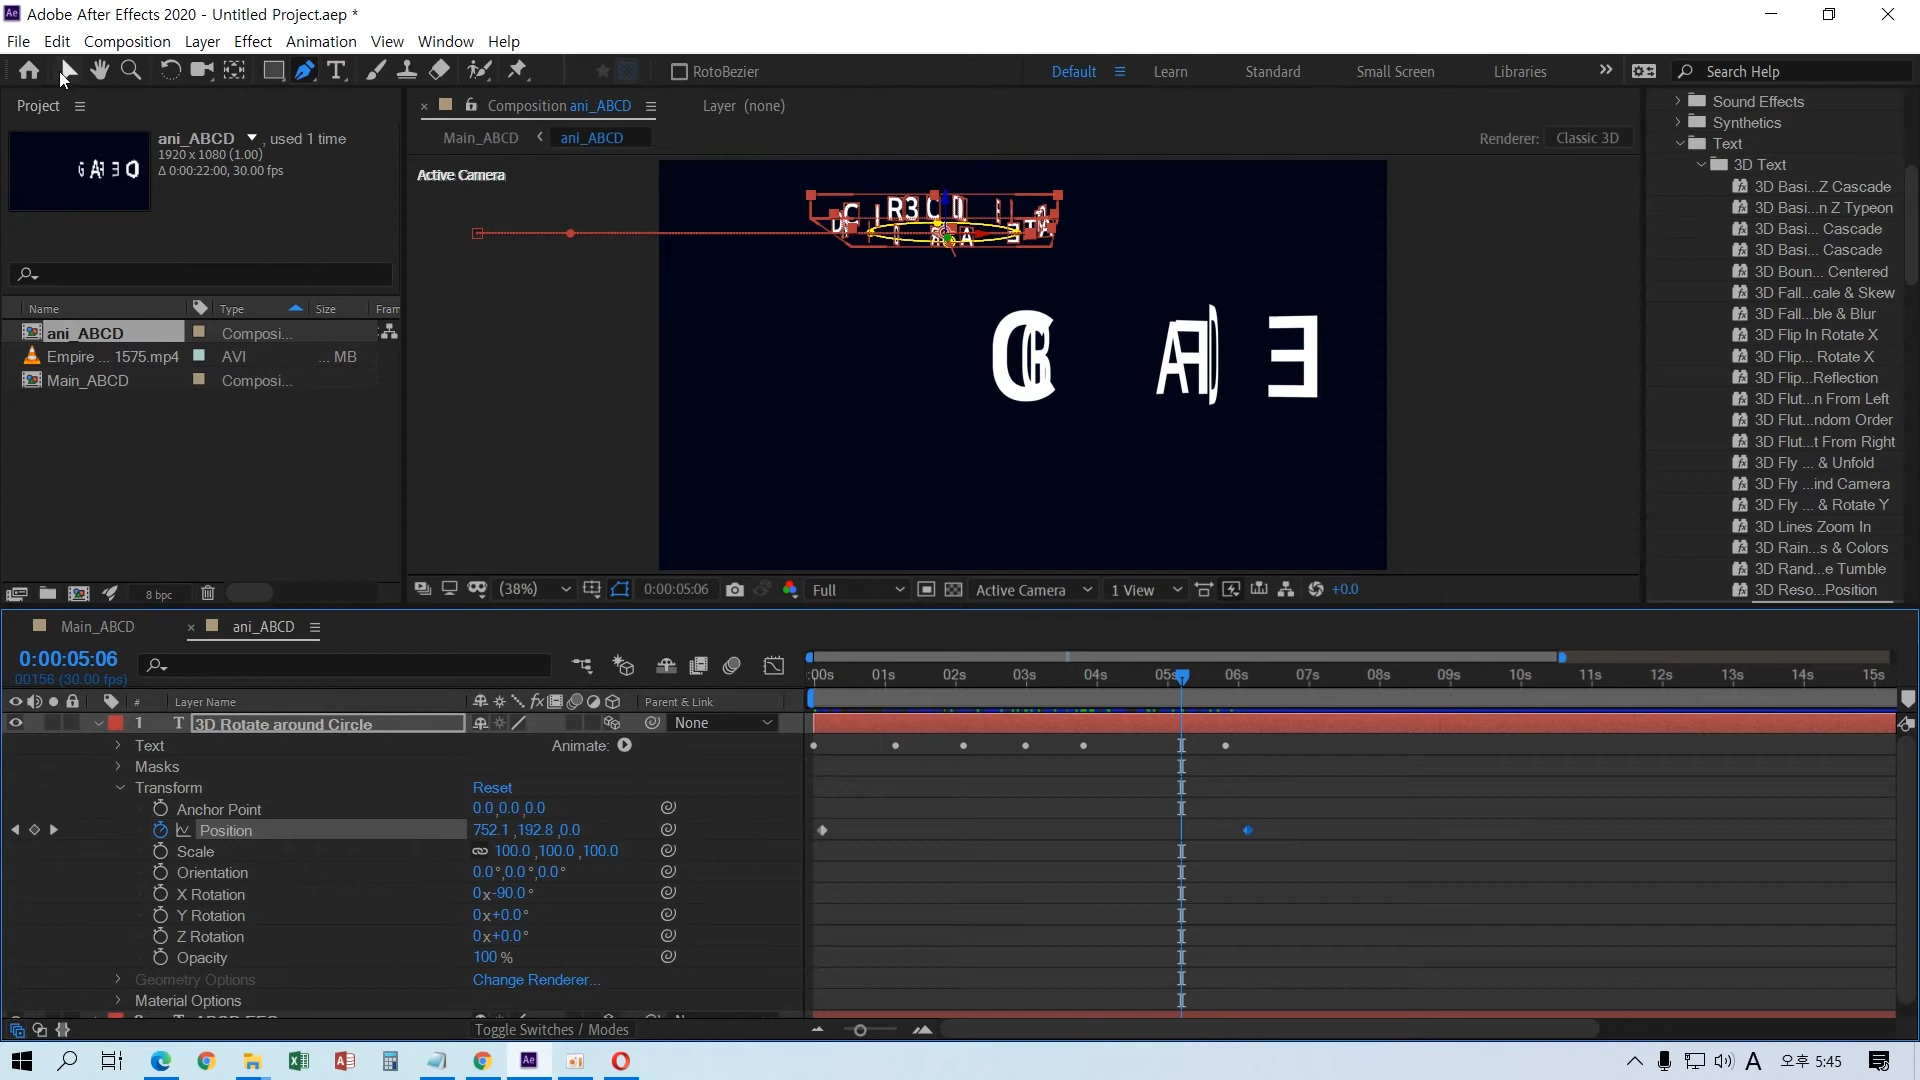 Adobe After Effects 2020 - Untitled Project.aep *
File Edit Composition Layer Effect Animation View Window Help
RotoBezier
Default Learn Standard Small Screen Libraries Search Help
Project
ani_ABCD , used 1 time
1920 x 1080 (1.00)
Δ 0:00:22:00, 30.00 fps
Name Type Size Fram
ani_ABCD Composi...
Empire ... 1575.mp4 AVI ... MB
Main_ABCD Composi...
8 bpc
Composition ani_ABCD
Layer (none)
Main_ABCD ani_ABCD
Renderer: Classic 3D
Active Camera
(38%) 0:00:05:06 Full Active Camera 1 View +0.0
Sound Effects
Synthetics
Text
3D Text
3D Basi...Z Cascade
3D Basi...n Z Typeon
3D Basi... Cascade
3D Basi... Cascade
3D Boun... Centered
3D Fall...cale & Skew
3D Fall...ble & Blur
3D Flip In Rotate X
3D Flip... Rotate X
3D Flip...Reflection
3D Flut...n From Left
3D Flut...ndom Order
3D Flut...t From Right
3D Fly ... & Unfold
3D Fly ...ind Camera
3D Fly ... & Rotate Y
3D Lines Zoom In
3D Rain...s & Colors
3D Rand...e Tumble
3D Reso...Position
Main_ABCD
ani_ABCD
0:00:05:06
00156 (30.00 fps)
:00s 01s 02s 03s 04s 05s 06s 07s 08s 09s 10s 11s 12s 13s 14s 15s
# Layer Name Parent & Link
1 T 3D Rotate around Circle None
Text Animate:
Masks
Transform Reset
Anchor Point 0.0,0.0,0.0
Position 752.1,192.8,0.0
Scale 100.0,100.0,100.0
Orientation 0.0°,0.0°,0.0°
X Rotation 0x-90.0°
Y Rotation 0x+0.0°
Z Rotation 0x+0.0°
Opacity 100 %
Geometry Options Change Renderer...
Material Options
Toggle Switches / Modes
A 오후 5:45